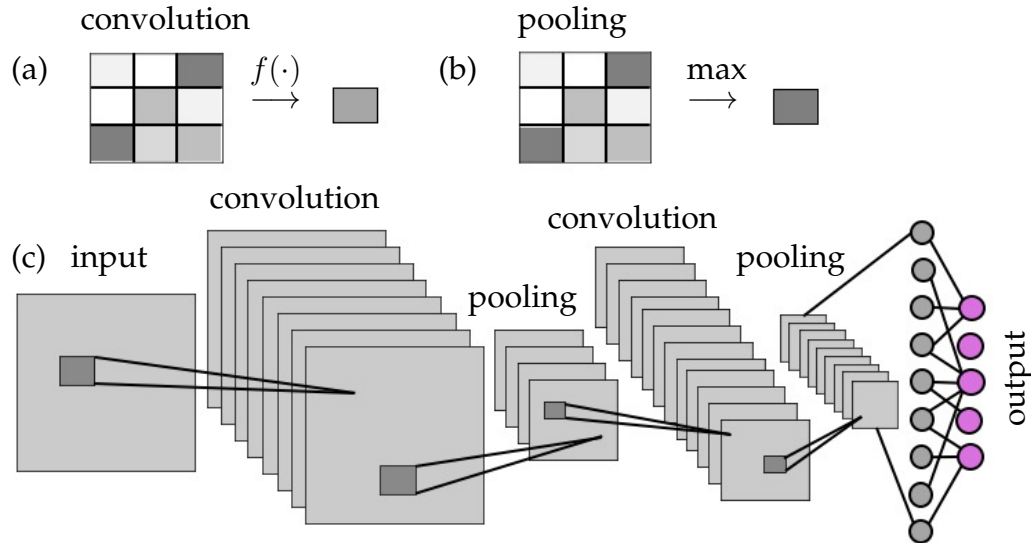 convolution
pooling
(a)
f(·)
(b)
max
convolution
convolution
(c) input
pooling
pooling
output